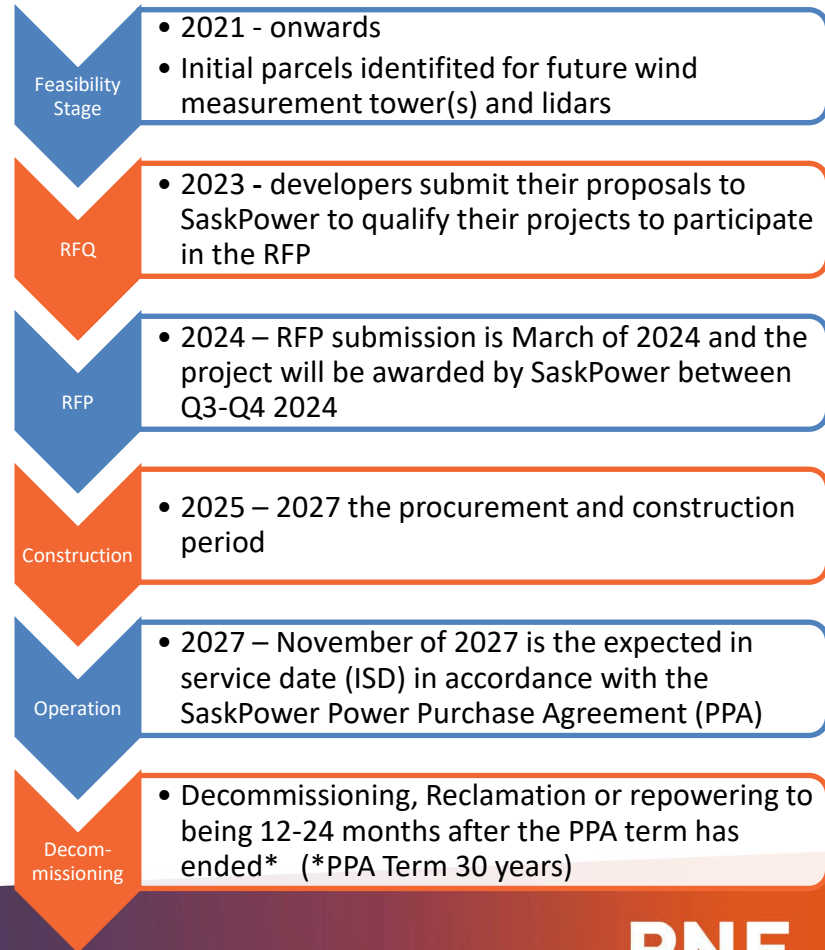 Feasibility
Stage
• 2021 - onwards
• Initial parcels identifited for future wind
measurement tower(s) and lidars
RFQ
• 2023 - developers submit their proposals to
SaskPower to qualify their projects to participate
in the RFP
RFP
• 2024 – RFP submission is March of 2024 and the
project will be awarded by SaskPower between
Q3-Q4 2024
Construction
• 2025 – 2027 the procurement and construction
period
Operation
• 2027 – November of 2027 is the expected in
service date (ISD) in accordance with the
SaskPower Power Purchase Agreement (PPA)
Decom-
missioning
• Decommissioning, Reclamation or repowering to
being 12-24 months after the PPA term has
ended* (*PPA Term 30 years)
PNE